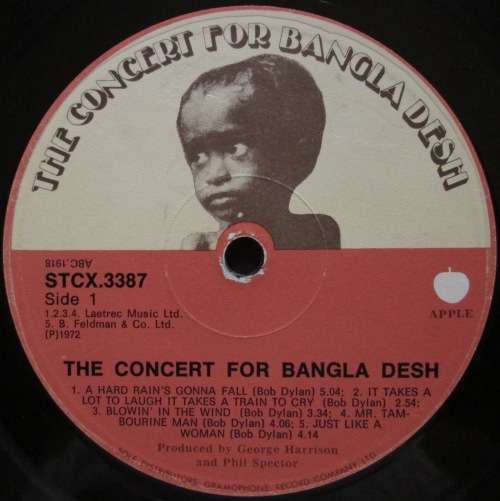 THE CONCERT FOR BANGLA DESH
ABC.1918
STCX.3387
Side 1
1.2.3.4. Laetrec Music Ltd.
5. B. Feldman & Co. Ltd.
(P)1972
APPLE
THE CONCERT FOR BANGLA DESH
1. A HARD RAIN'S GONNA FALL (Bob Dylan) 5.04; 2. IT TAKES A
LOT TO LAUGH IT TAKES A TRAIN TO CRY (Bob Dylan) 2.54;
3. BLOWIN' IN THE WIND (Bob Dylan) 3.34; 4. MR. TAM-
BOURINE MAN (Bob Dylan) 4.06; 5. JUST LIKE A
WOMAN (Bob Dylan) 4.14
Produced by George Harrison
and Phil Spector
SOLE DISTRIBUTORS GRAMOPHONE RECORD COMPANY LTD.